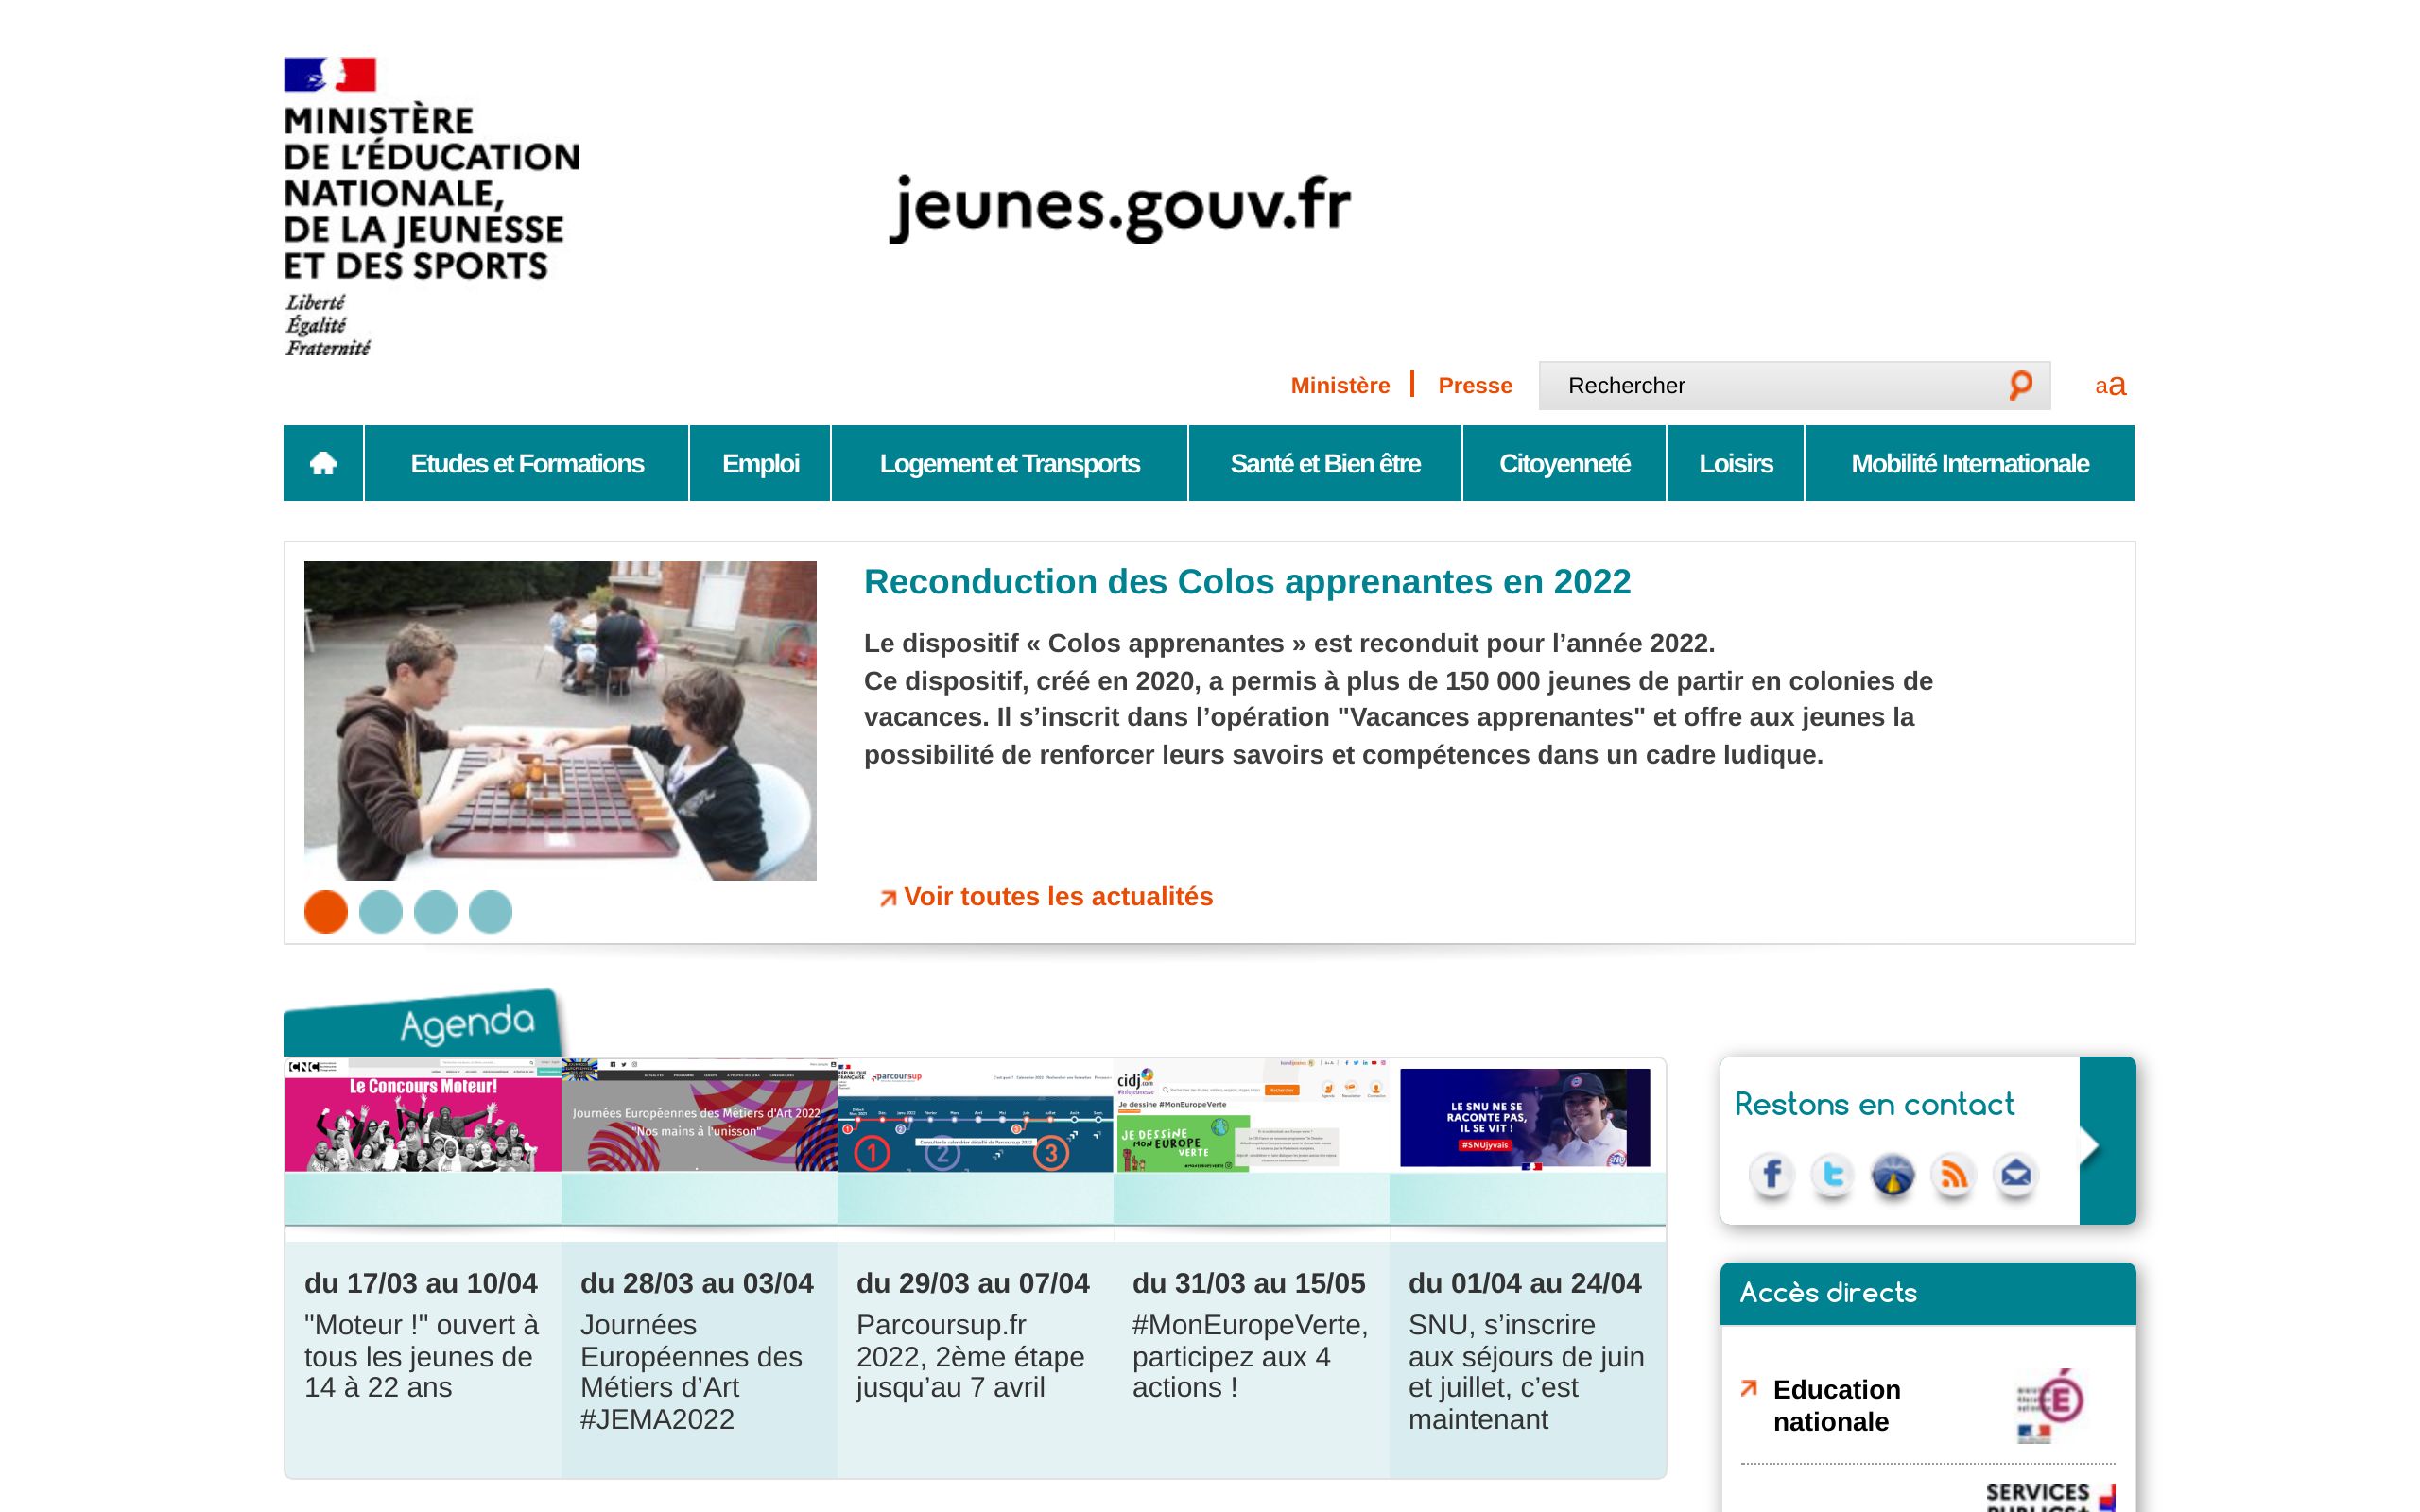 MINISTÈRE
DE L'ÉDUCATION
NATIONALE,
DE LA JEUNESSE
ET DES SPORTS
Liberté
Égalité
Fraternité
jeunes.gouv.fr
Ministère | Presse
Rechercher
aa
Etudes et Formations
Emploi
Logement et Transports
Santé et Bien être
Citoyenneté
Loisirs
Mobilité Internationale
Reconduction des Colos apprenantes en 2022
Le dispositif « Colos apprenantes » est reconduit pour l’année 2022.
Ce dispositif, créé en 2020, a permis à plus de 150 000 jeunes de partir en colonies de
vacances. Il s’inscrit dans l’opération "Vacances apprenantes" et offre aux jeunes la
possibilité de renforcer leurs savoirs et compétences dans un cadre ludique.
Voir toutes les actualités
Agenda
CNC
Le Concours Moteur!
du 17/03 au 10/04
"Moteur !" ouvert à
tous les jeunes de
14 à 22 ans
Journées Européennes des Métiers d'Art 2022
"Nos mains à l'unisson"
du 28/03 au 03/04
Journées
Européennes des
Métiers d’Art
#JEMA2022
parcoursup
Consulter le calendrier détaillé de Parcoursup 2022
1 2 3
du 29/03 au 07/04
Parcoursup.fr
2022, 2ème étape
jusqu’au 7 avril
cidj.com
Je dessine #MonEuropeVerte
JE DESSINE
MON EUROPE
VERTE
du 31/03 au 15/05
#MonEuropeVerte,
participez aux 4
actions !
LE SNU NE SE
RACONTE PAS,
IL SE VIT !
#SNUjyvais
du 01/04 au 24/04
SNU, s’inscrire
aux séjours de juin
et juillet, c’est
maintenant
Restons en contact
Accès directs
Education
nationale
SERVICES